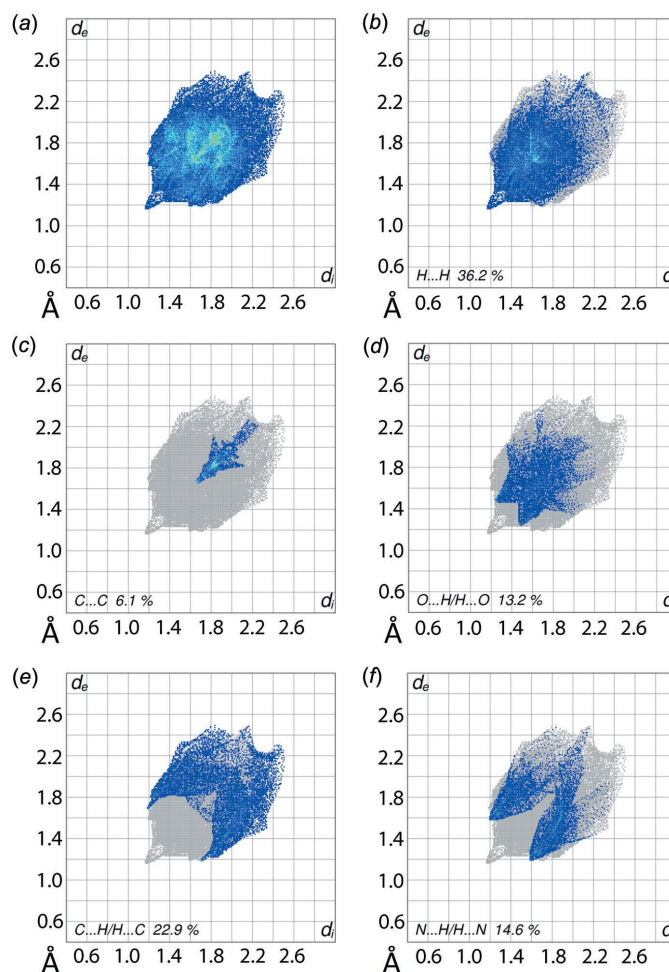 (a)
d_e
2.6
2.2
1.8
1.4
1.0
0.6
d_i
Å
0.6 1.0 1.4 1.8 2.2 2.6
(b)
d_e
2.6
2.2
1.8
1.4
1.0
0.6
H...H 36.2 %
d
Å
0.6 1.0 1.4 1.8 2.2 2.6
(c)
d_e
2.6
2.2
1.8
1.4
1.0
0.6
C...C 6.1 %
d_i
Å
0.6 1.0 1.4 1.8 2.2 2.6
(d)
d_e
2.6
2.2
1.8
1.4
1.0
0.6
O...H/H...O 13.2 %
d
Å
0.6 1.0 1.4 1.8 2.2 2.6
(e)
d_e
2.6
2.2
1.8
1.4
1.0
0.6
C...H/H...C 22.9 %
d_i
Å
0.6 1.0 1.4 1.8 2.2 2.6
(f)
d_e
2.6
2.2
1.8
1.4
1.0
0.6
N...H/H...N 14.6 %
d
Å
0.6 1.0 1.4 1.8 2.2 2.6